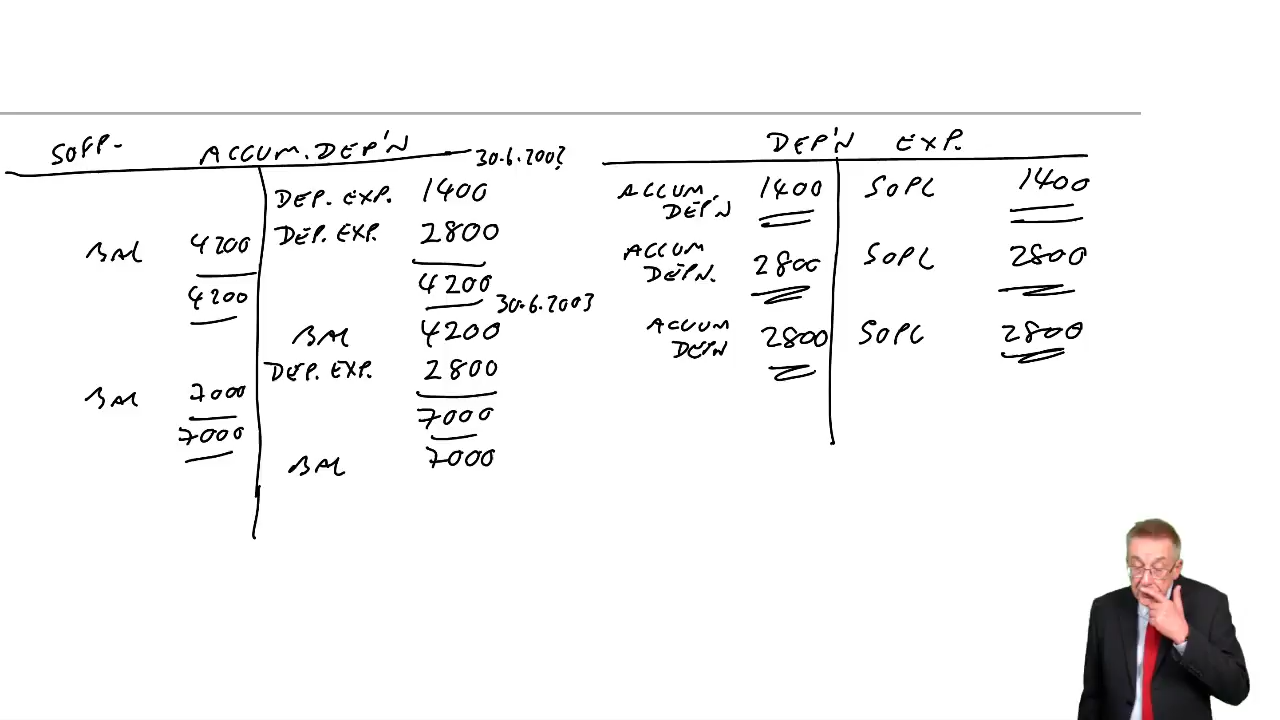 SOFP- ACCUM. DEP'N
30.6.2002
DEP. EXP. 1400
DEP. EXP. 2800
BAL 4200
4200 4200
30.6.2003
BAL 4200
DEP. EXP. 2800
BAL 7000
7000 7000
BAL 7000
DEP'N EXP.
ACCUM 1400 SOPL 1400
DEP'N
ACCUM 2800 SOPL 2800
DEP'N.
ACCUM 2800 SOPL 2800
DEP'N